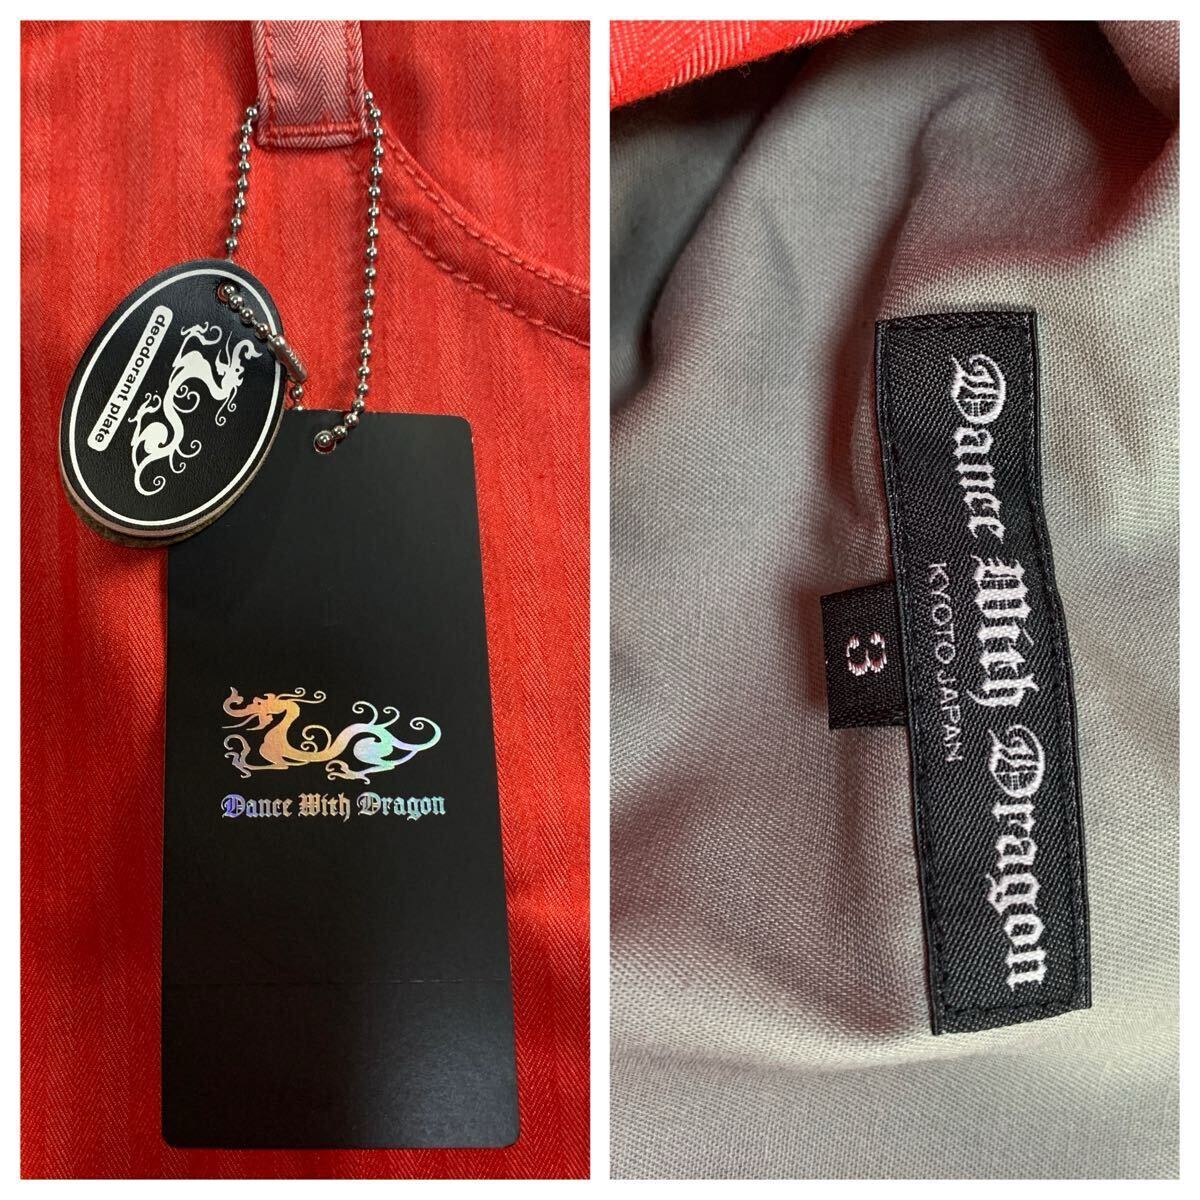 deodorant plate
Dance With Dragon
Dance With Dragon
KYOTO JAPAN
3